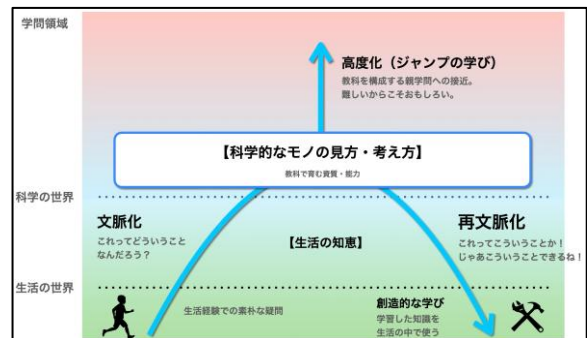 学問領域
高度化（ジャンプの学び）
教科を構成する親学問への接近。
難しいからこそおもしろい。
【科学的なモノの見方・考え方】
教科で育む資質・能力
科学の世界
文脈化
これってどういうこと
なんだろう？
【生活の知恵】
再文脈化
これってこういうことか！
じゃあこういうことできるね！
生活の世界
生活経験での素朴な疑問
創造的な学び
学習した知識を
生活の中で使う